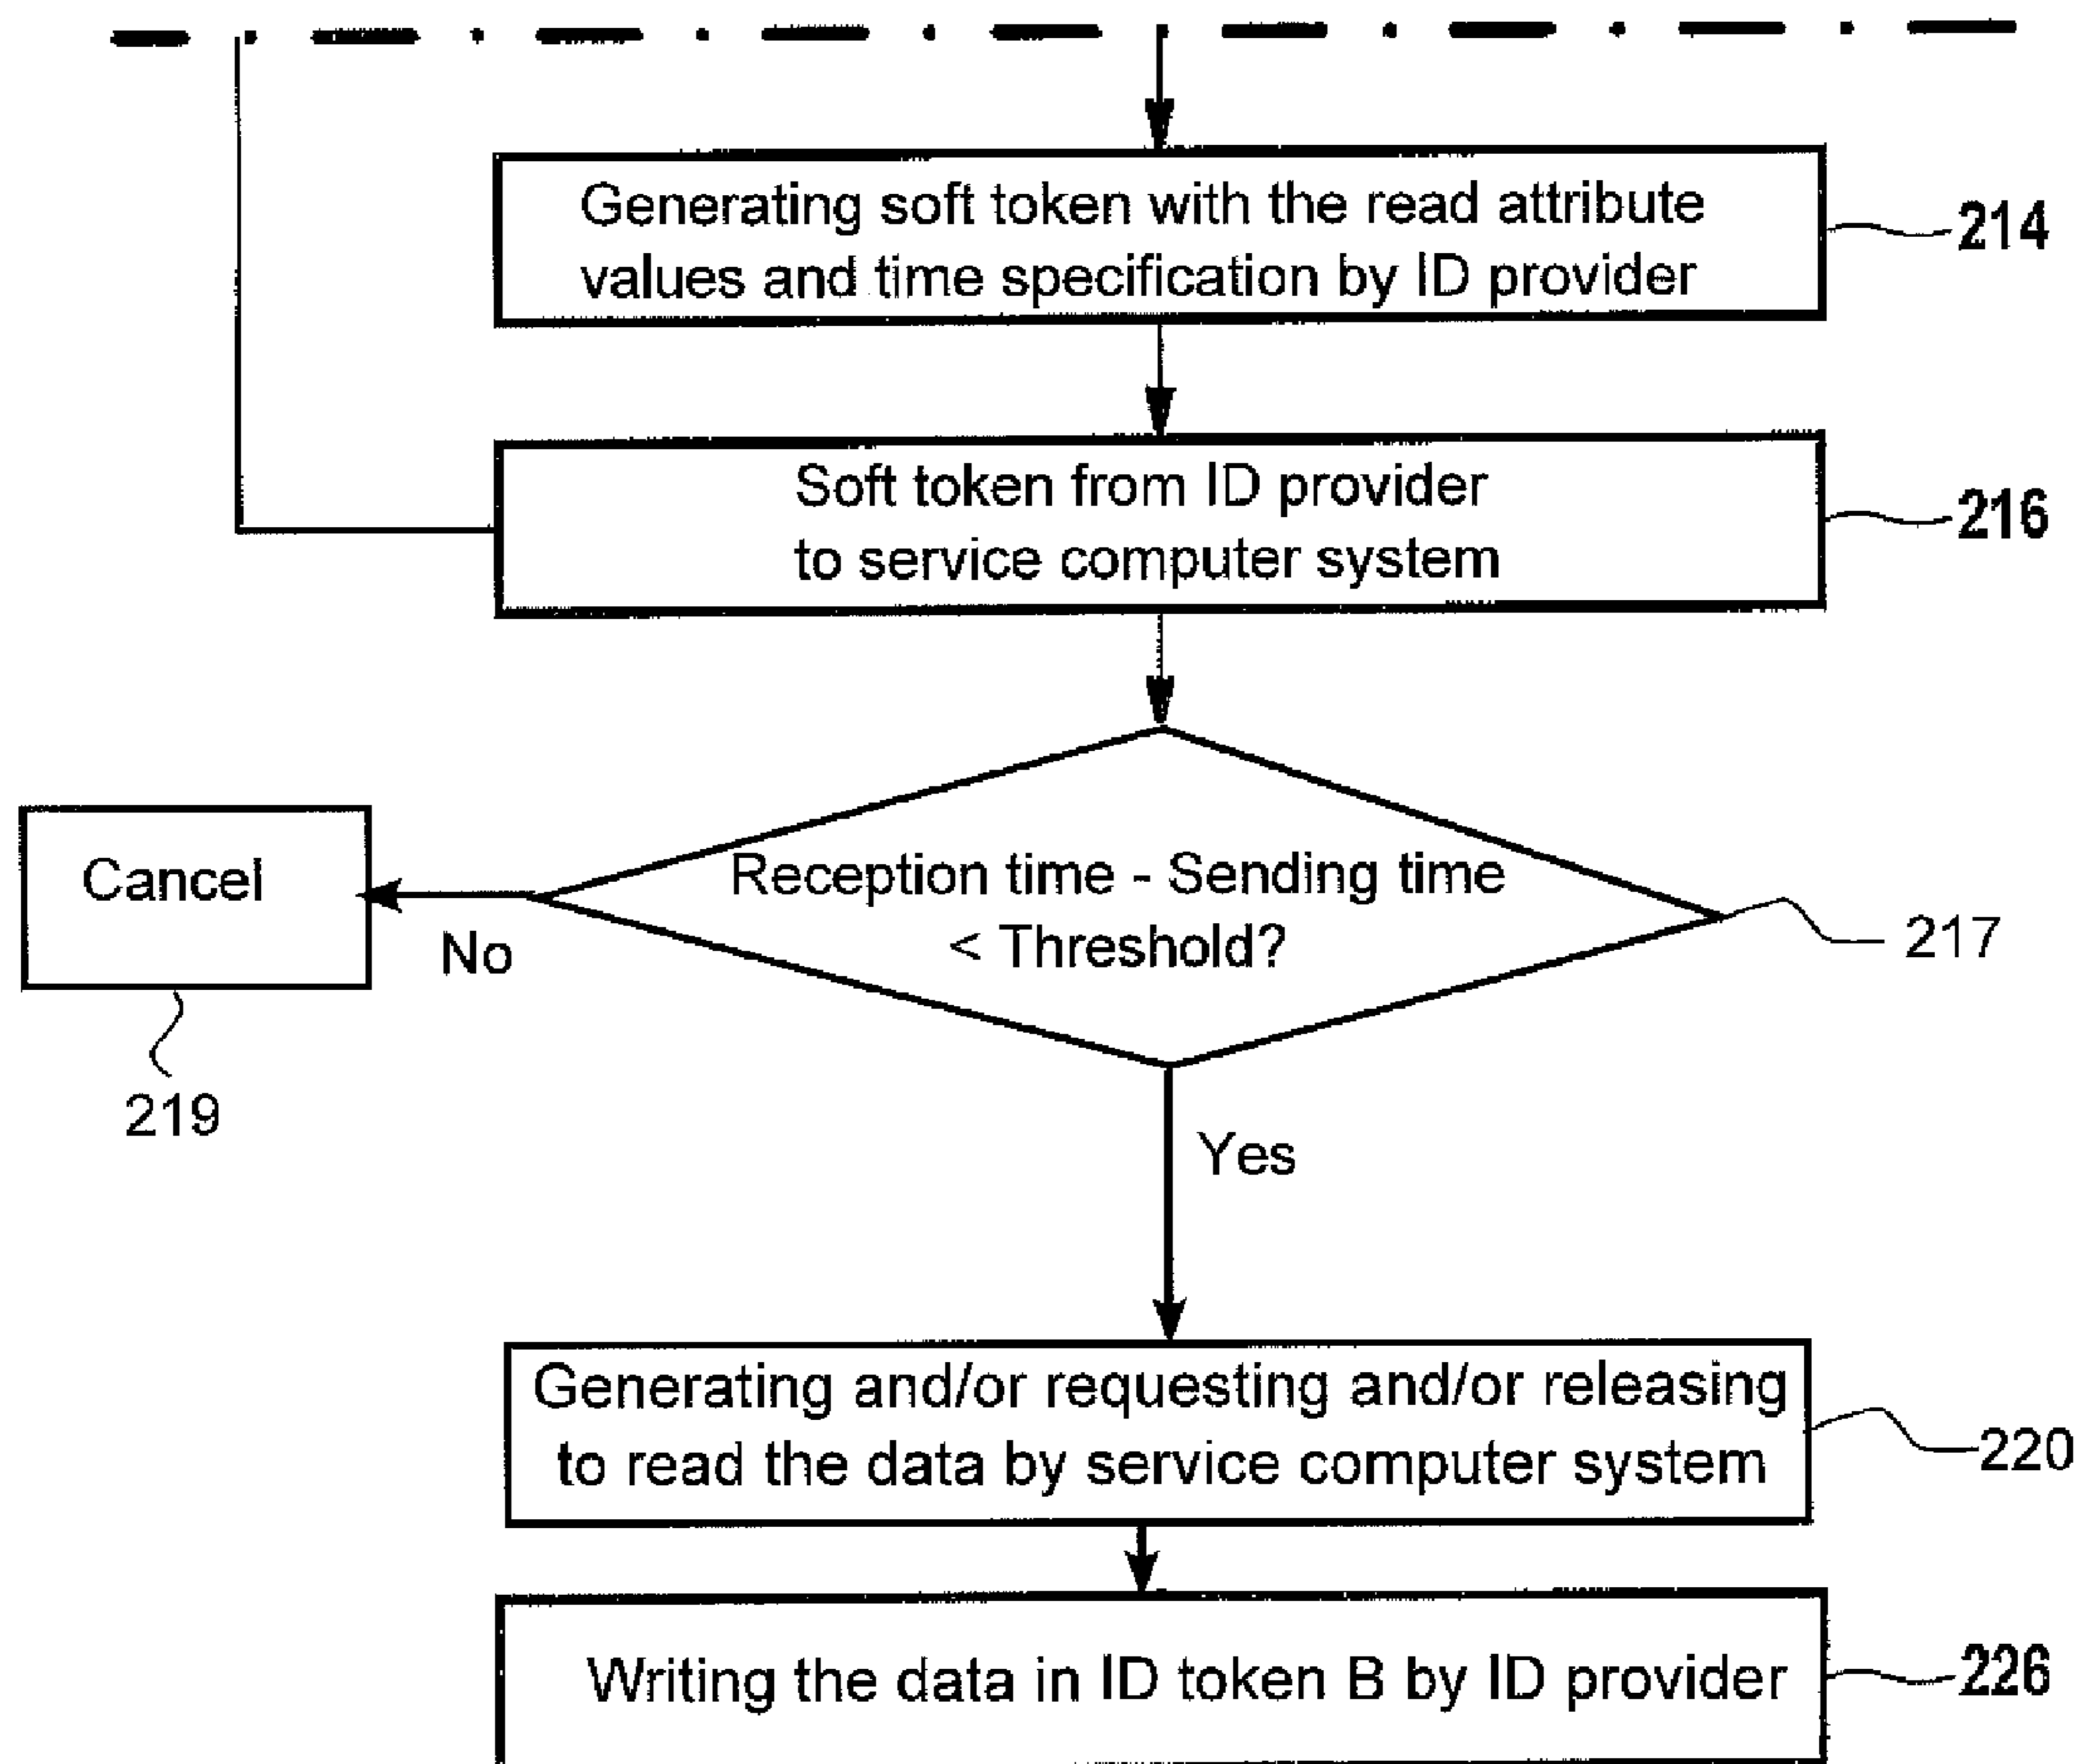 Generating soft token with the read attribute
values and time specification by ID provider
214
Soft token from ID provider
to service computer system
216
Reception time - Sending time
< Threshold?
217
Cancel
No
219
Yes
Generating and/or requesting and/or releasing
to read the data by service computer system
220
Writing the data in ID token B by ID provider
226